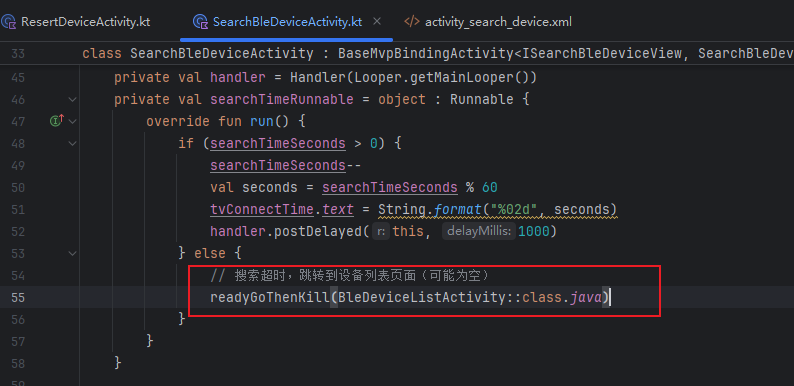 ResertDeviceActivity.kt SearchBleDeviceActivity.kt activity_search_device.xml
33 class SearchBleDeviceActivity : BaseMvpBindingActivity<ISearchBleDeviceView, SearchBleDev
45 private val handler = Handler(Looper.getMainLooper())
46 private val searchTimeRunnable = object : Runnable {
47 override fun run() {
48 if (searchTimeSeconds > 0) {
49 searchTimeSeconds--
50 val seconds = searchTimeSeconds % 60
51 tvConnectTime.text = String.format("%02d", seconds)
52 handler.postDelayed( r: this, delayMillis: 1000)
53 } else {
54 // 搜索超时，跳转到设备列表页面（可能为空）
55 readyGoThenKill(BleDeviceListActivity::class.java)
56 }
57 }
58 }